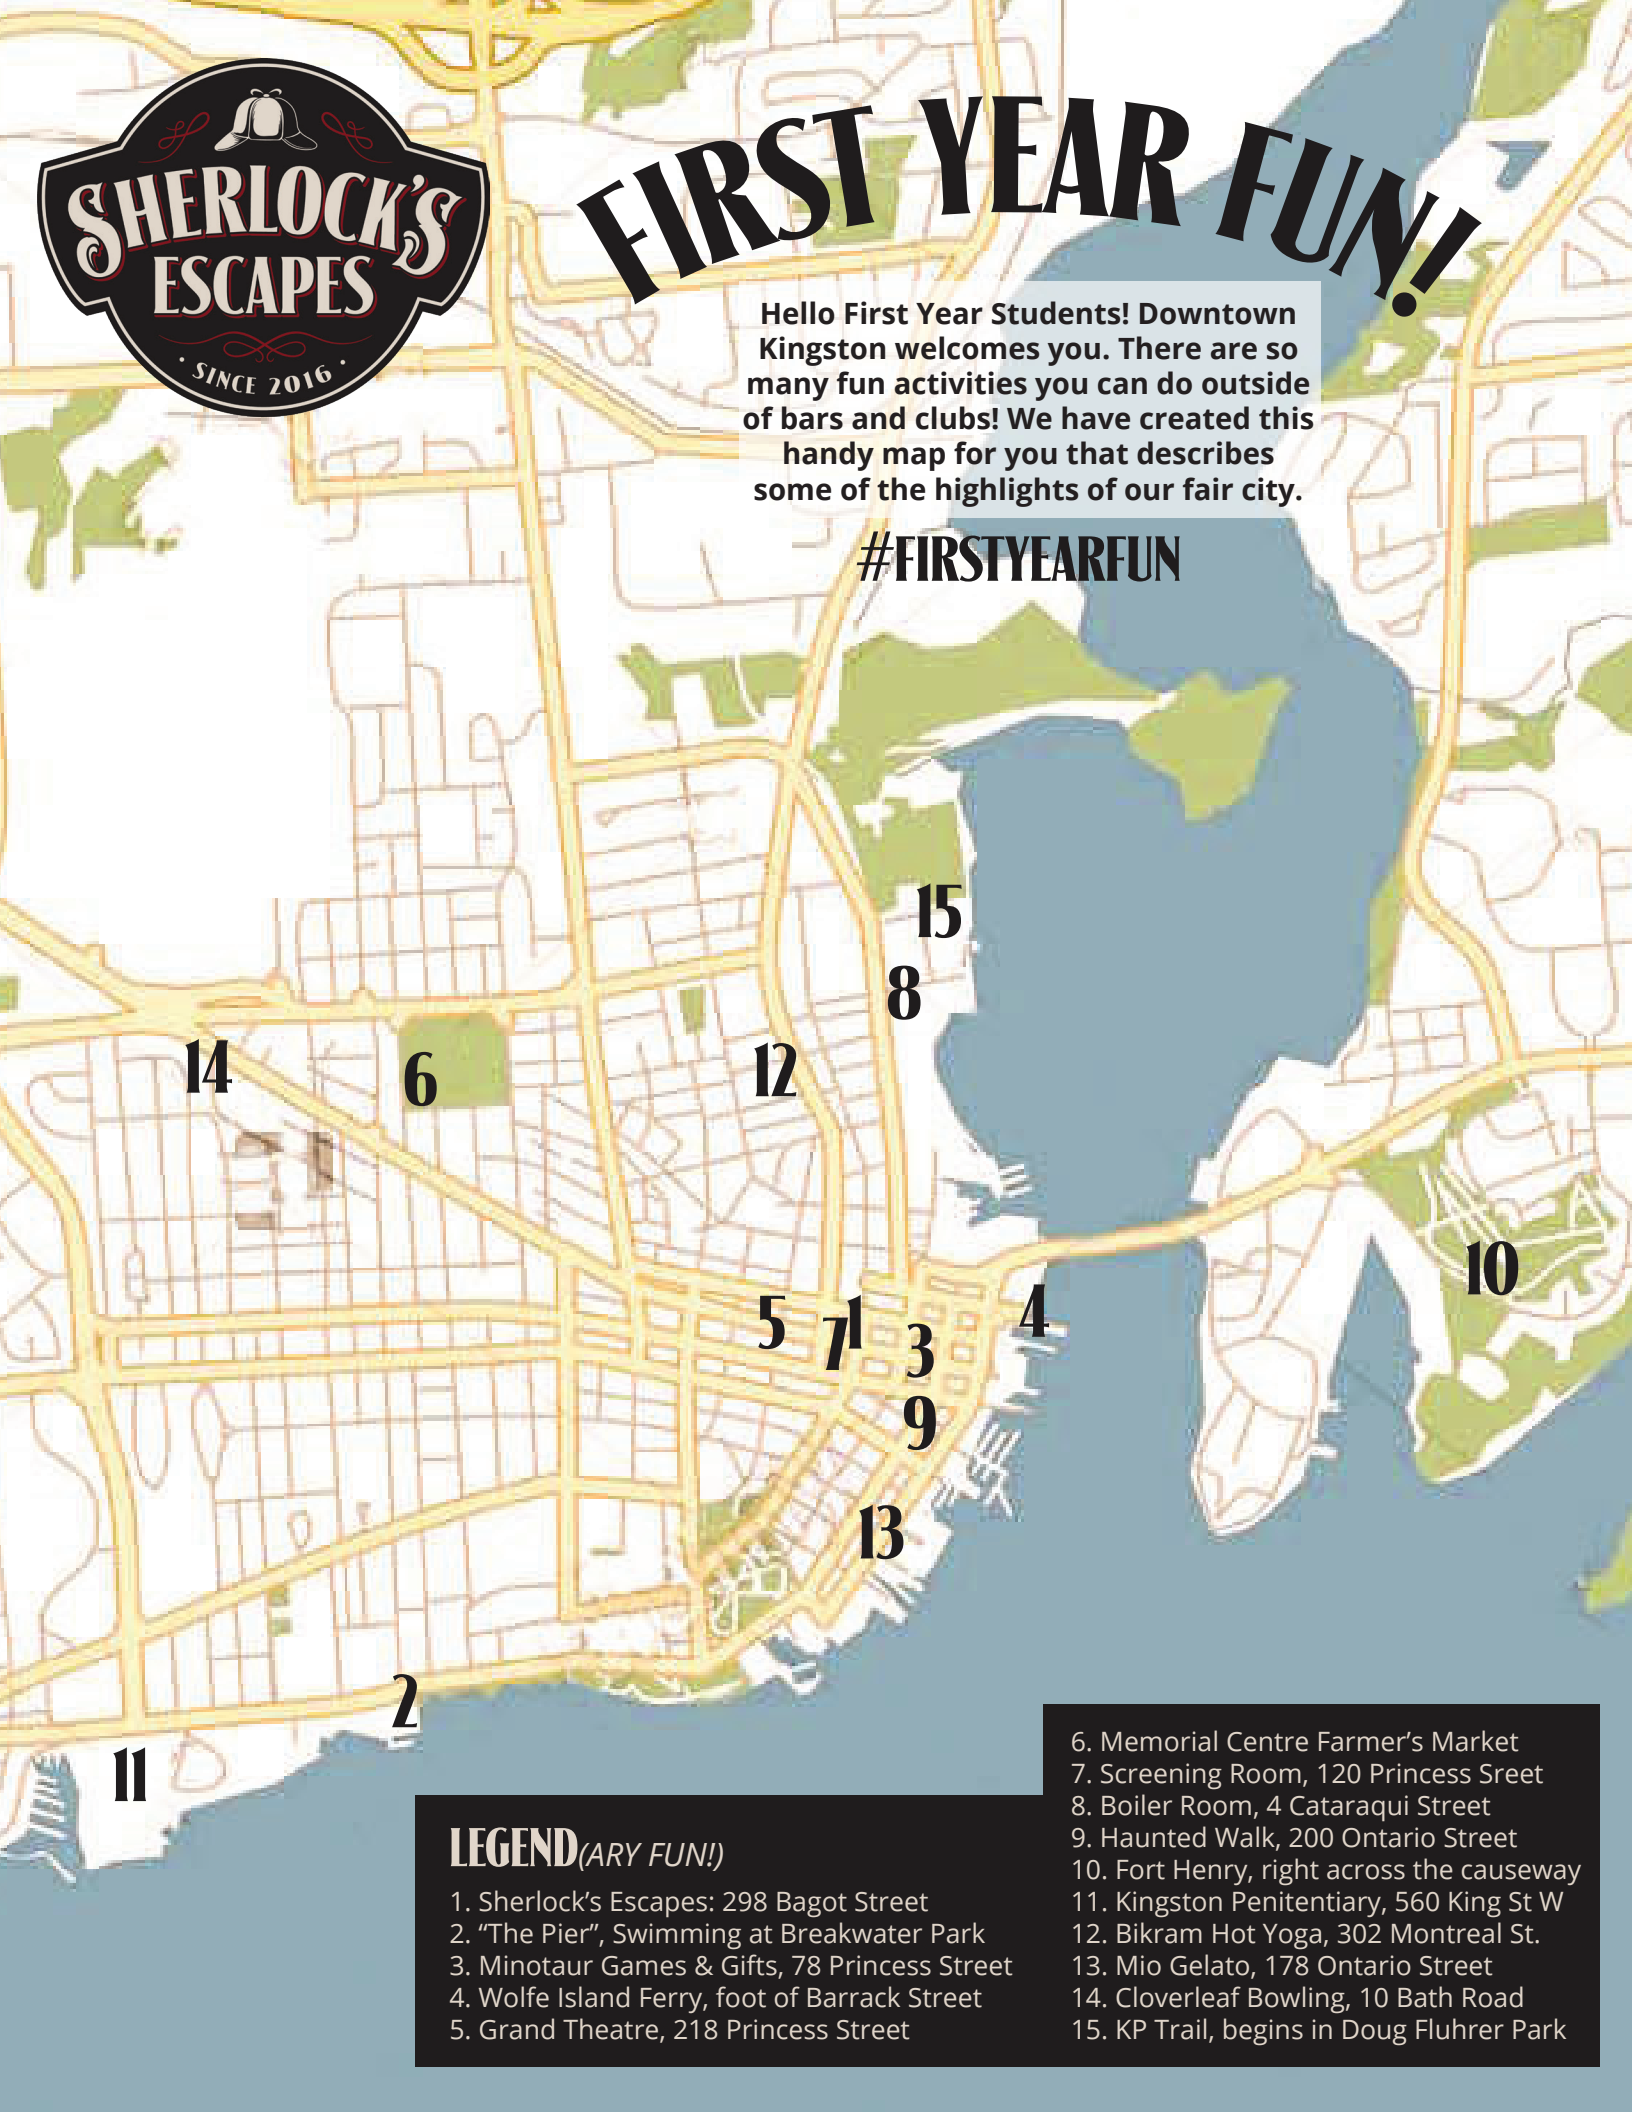 SHERLOCK'S
ESCAPES
· SINCE 2016 ·
FIRST YEAR FUN!
Hello First Year Students! Downtown
Kingston welcomes you. There are so
many fun activities you can do outside
of bars and clubs! We have created this
handy map for you that describes
some of the highlights of our fair city.
#FIRSTYEARFUN
15
8
14
6
12
10
5
7
1
3
4
9
13
2
11
LEGEND(ARY FUN!)
1. Sherlock’s Escapes: 298 Bagot Street
2. “The Pier”, Swimming at Breakwater Park
3. Minotaur Games & Gifts, 78 Princess Street
4. Wolfe Island Ferry, foot of Barrack Street
5. Grand Theatre, 218 Princess Street
6. Memorial Centre Farmer’s Market
7. Screening Room, 120 Princess Sreet
8. Boiler Room, 4 Cataraqui Street
9. Haunted Walk, 200 Ontario Street
10. Fort Henry, right across the causeway
11. Kingston Penitentiary, 560 King St W
12. Bikram Hot Yoga, 302 Montreal St.
13. Mio Gelato, 178 Ontario Street
14. Cloverleaf Bowling, 10 Bath Road
15. KP Trail, begins in Doug Fluhrer Park